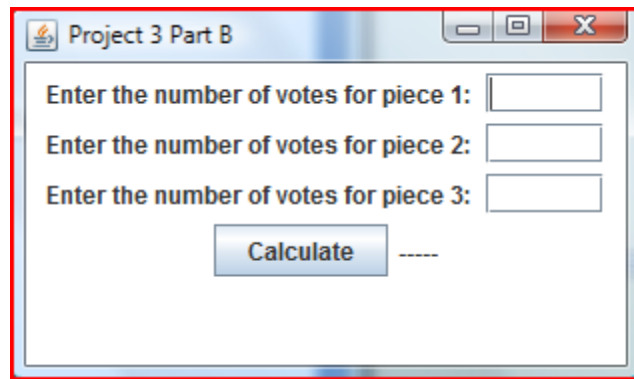 Project 3 Part B
Enter the number of votes for piece 1:
Enter the number of votes for piece 2:
Enter the number of votes for piece 3:
Calculate -----